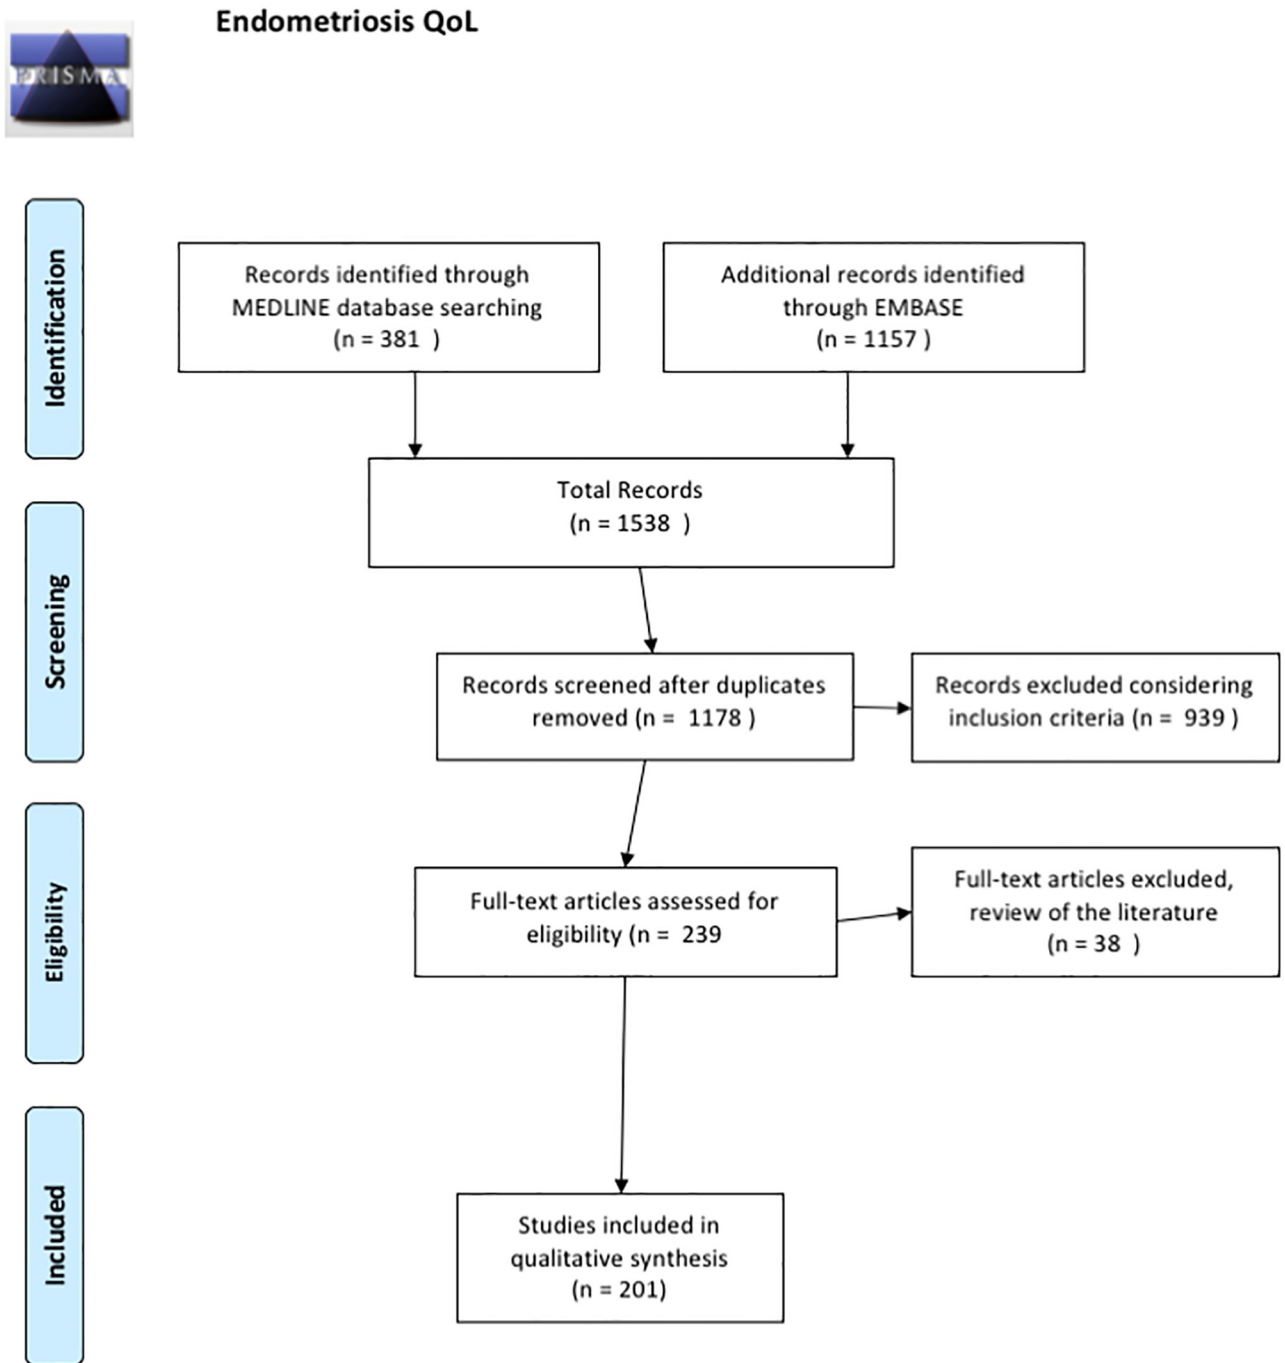 Endometriosis QoL
PRISMA
Identification
Records identified through
MEDLINE database searching
(n = 381  )
Additional records identified
through EMBASE
(n = 1157 )
Total Records
(n = 1538  )
Screening
Records screened after duplicates
removed (n =  1178 )
Records excluded considering
inclusion criteria (n =  939 )
Eligibility
Full-text articles assessed for
eligibility (n =  239
Full-text articles excluded,
review of the literature
(n = 38  )
Included
Studies included in
qualitative synthesis
(n = 201)